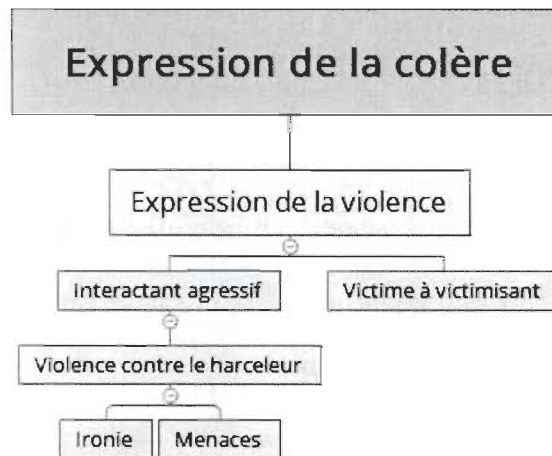 Expression de la colère
Expression de la violence
Interactant agressif
Victime à victimisant
Violence contre le harceleur
Ironie
Menaces